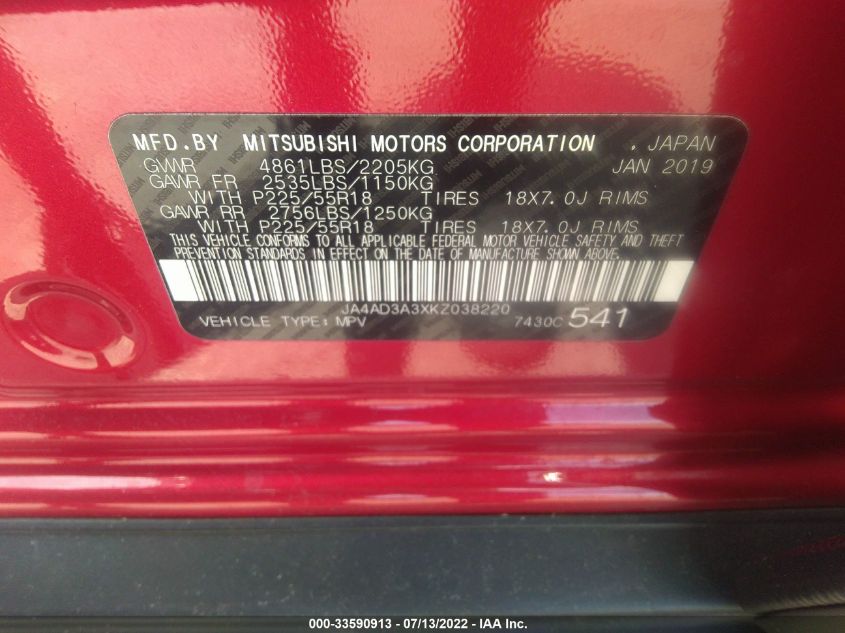 MFD.BY MITSUBISHI MOTORS CORPORATION , JAPAN
GVWR 4861LBS/2205KG JAN 2019
GAWR FR 2535LBS/1150KG
WITH P225/55R18 TIRES 18X7.0J RIMS
GAWR RR 2756LBS/1250KG
WITH P225/55R18 TIRES 18X7.0J RIMS
THIS VEHICLE CONFORMS TO ALL APPLICABLE FEDERAL MOTOR VEHICLE SAFETY AND THEFT
PREVENTION STANDARDS IN EFFECT ON THE DATE OF MANUFACTURE SHOWN ABOVE.
JA4AD3A3XKZ038220
VEHICLE TYPE: MPV 7430C 541
000-33590913 - 07/13/2022 - IAA Inc.